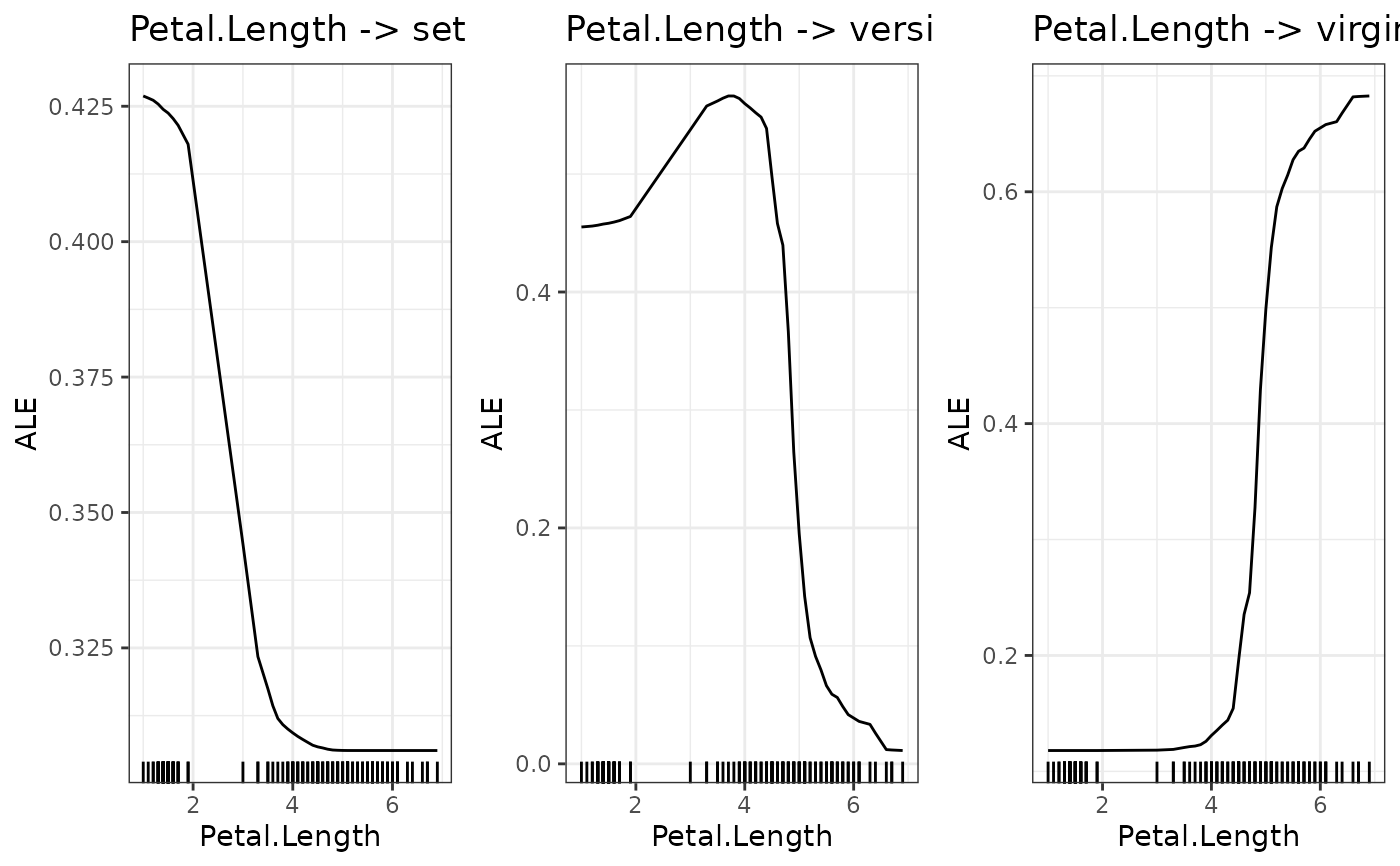 Petal.Length -> set
0.425
0.400
0.375
0.350
0.325
ALE
2 4 6
Petal.Length
Petal.Length -> versi
0.4
0.2
0.0
ALE
2 4 6
Petal.Length
Petal.Length -> virgin
0.6
0.4
0.2
ALE
2 4 6
Petal.Length